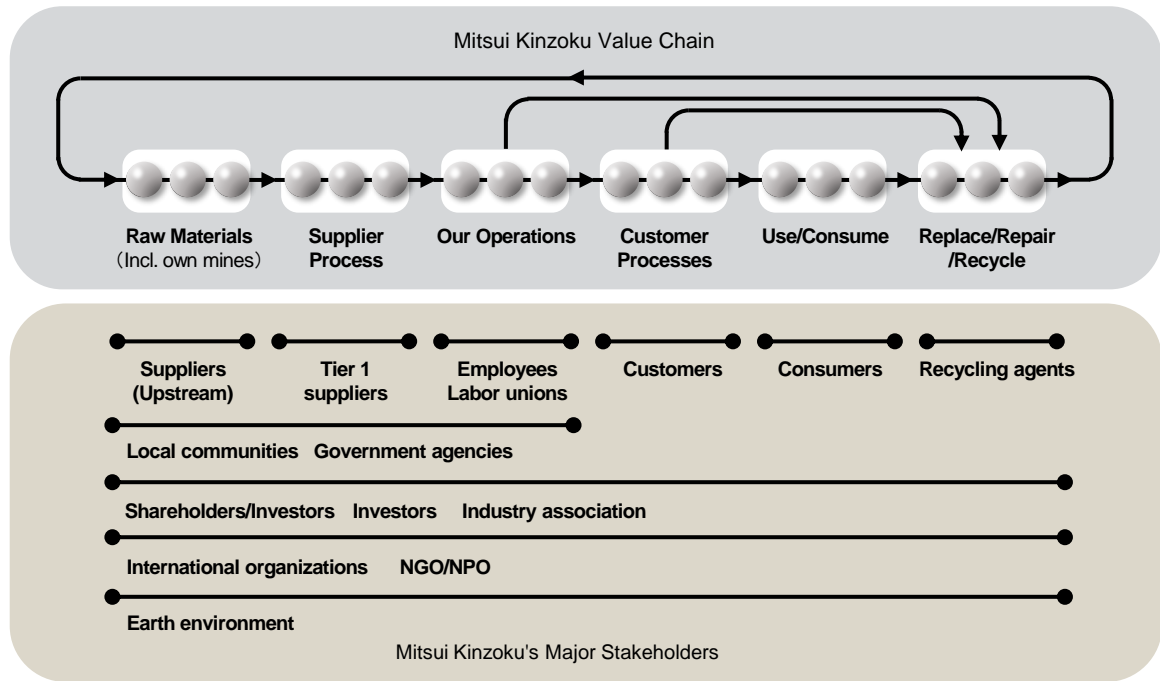 Mitsui Kinzoku Value Chain
Raw Materials
（Incl. own mines）
Supplier
Process
Our Operations
Customer
Processes
Use/Consume
Replace/Repair
/Recycle
Suppliers
(Upstream)
Tier 1
suppliers
Employees
Labor unions
Customers
Consumers
Recycling agents
Local communities Government agencies
Shareholders/Investors Investors Industry association
International organizations NGO/NPO
Earth environment
Mitsui Kinzoku's Major Stakeholders